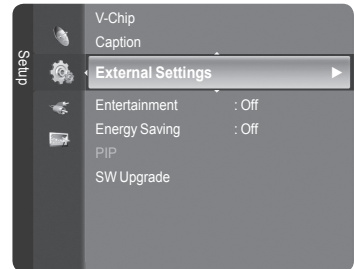 Setup
V-Chip
Caption
External Settings
Entertainment : Off
Energy Saving : Off
PIP
SW Upgrade